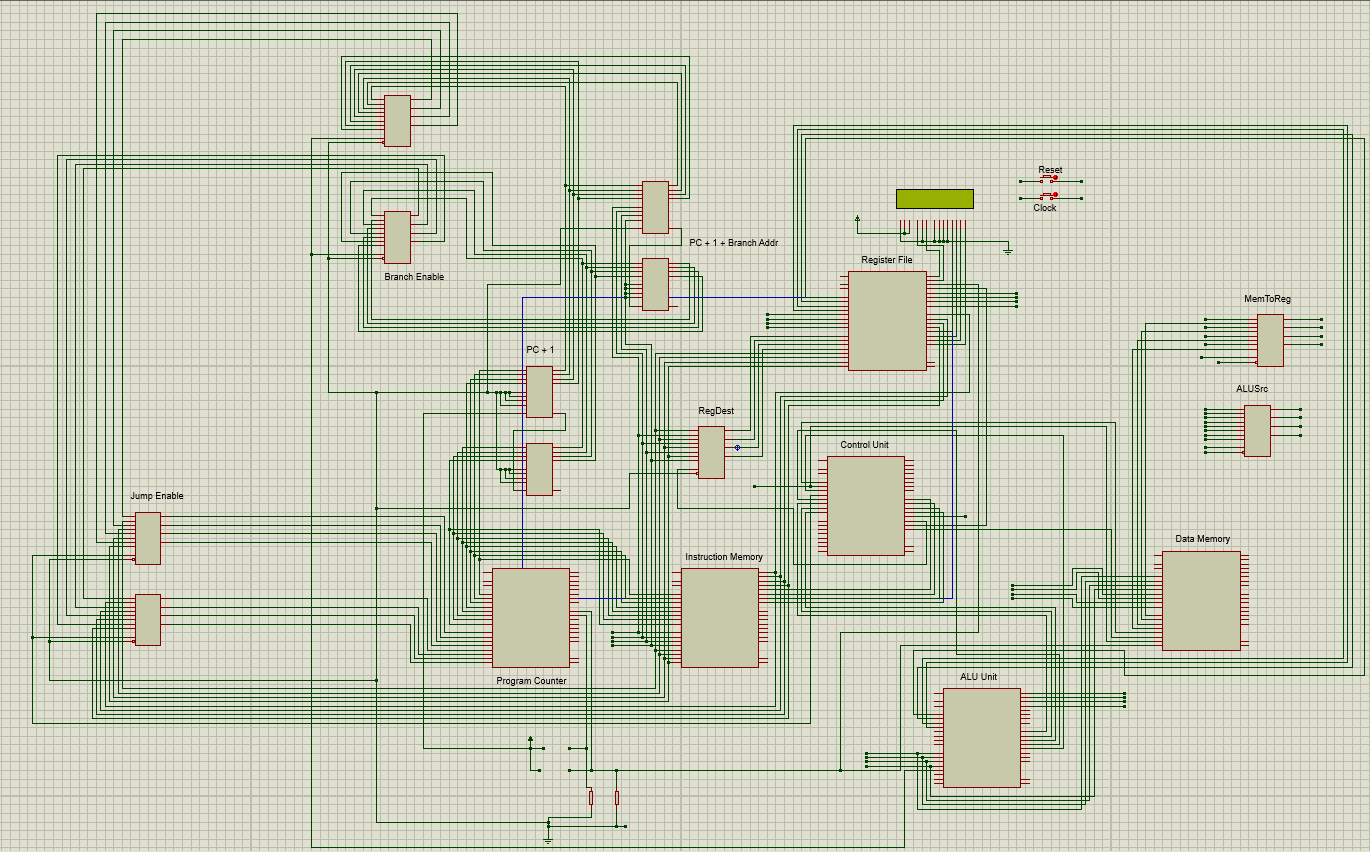 Reset
Clock
PC + 1 + Branch Addr
Register File
Branch Enable
MemToReg
PC + 1
ALUSrc
RegDest
Control Unit
Jump Enable
Data Memory
Instruction Memory
Program Counter
ALU Unit